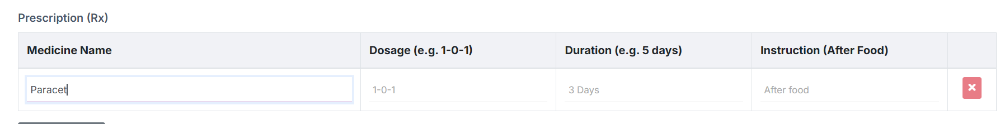 Prescription (Rx)
Medicine Name Dosage (e.g. 1-0-1) Duration (e.g. 5 days) Instruction (After Food)
Paracet 1-0-1 3 Days After food